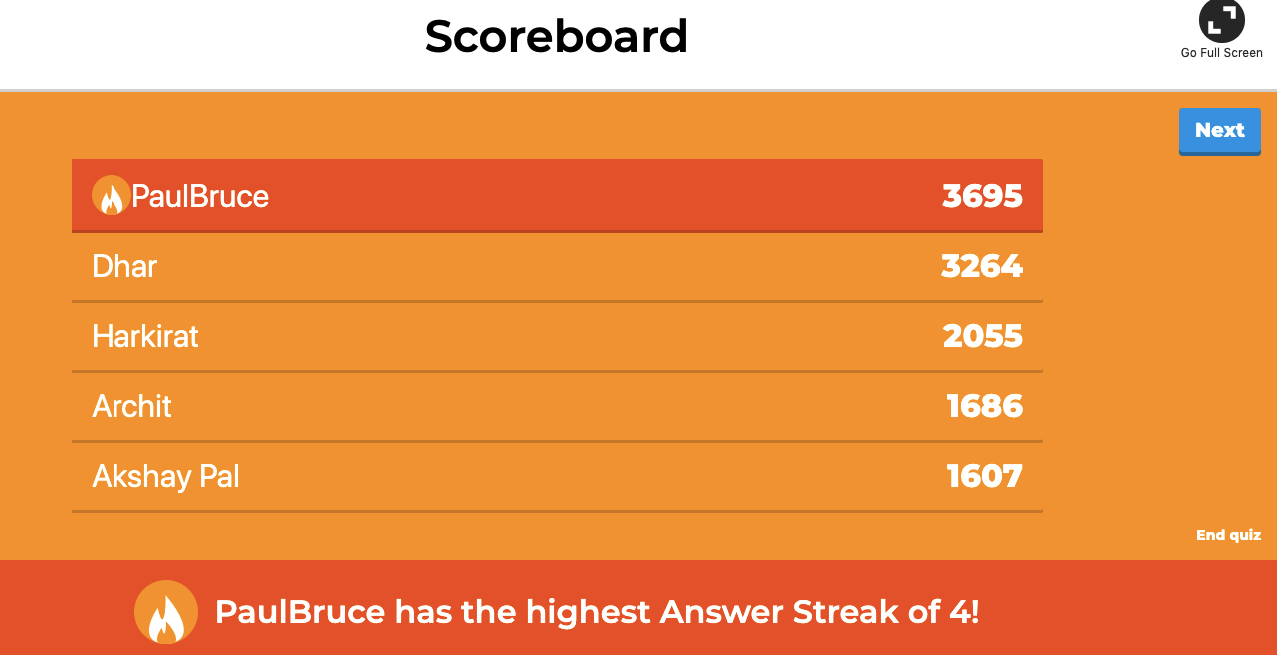 Scoreboard
Go Full Screen
Next
PaulBruce 3695
Dhar 3264
Harkirat 2055
Archit 1686
Akshay Pal 1607
End quiz
PaulBruce has the highest Answer Streak of 4!